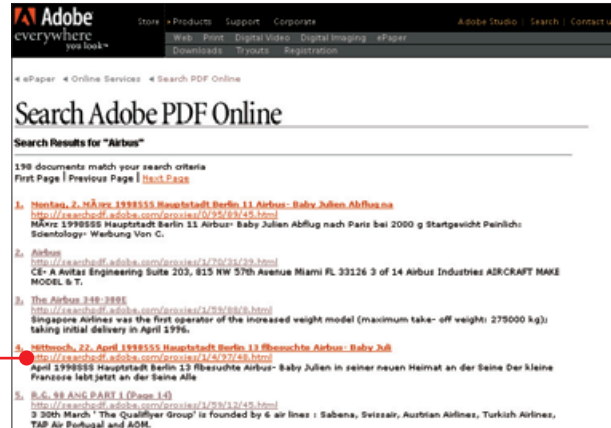 Adobe
everywhere
you look™
Store Products Support Corporate Adobe Studio | Search | Contact u
Web Print Digital Video Digital Imaging ePaper
Downloads Tryouts Registration
ePaper Online Services Search PDF Online
Search Adobe PDF Online
Search Results for "Airbus"
198 documents match your search criteria
First Page | Previous Page | Next Page
1. Montag, 2. MÃ¤rz 1998SSS Hauptstadt Berlin 11 Airbus- Baby Julien Abflug na
http://searchpdf.adobe.com/proxies/0/95/89/45.html
MÃ¤rz 1998SSS Hauptstadt Berlin 11 Airbus- Baby Julien Abflug nach Paris bei 2000 g Startgewicht Peinlich:
Scientology- Werbung Von C.
2. Airbus
http://searchpdf.adobe.com/proxies/1/70/21/39.html
CE- A Avitas Engineering Suite 203, 815 NW 57th Avenue Miami FL 33126 3 of 14 Airbus Industries AIRCRAFT MAKE
MODEL & T.
3. The Airbus 340-300E
http://searchpdf.adobe.com/proxies/1/59/88/8.html
Singapore Airlines was the first operator of the increased weight model (maximum take- off weight: 275000 kg);
taking initial delivery in April 1996.
4. Mittwoch, 22. April 1998SSS Hauptstadt Berlin 13 flbesuchte Airbus- Baby Juli
http://searchpdf.adobe.com/proxies/1/4/97/48.html
April 1998SSS Hauptstadt Berlin 13 flbesuchte Airbus- Baby Julien in seiner neuen Heimat an der Seine Der kleine
Franzose lebt jetzt an der Seine Alle
5. R.G. 98 ANG PART 1 (Page 14)
http://searchpdf.adobe.com/proxies/1/59/12/45.html
3 30th March ' The Qualiflyer Group' is founded by 6 air lines : Sabena, Swissair, Austrian Airlines, Turkish Airlines,
TAP Air Portugal and AOM.